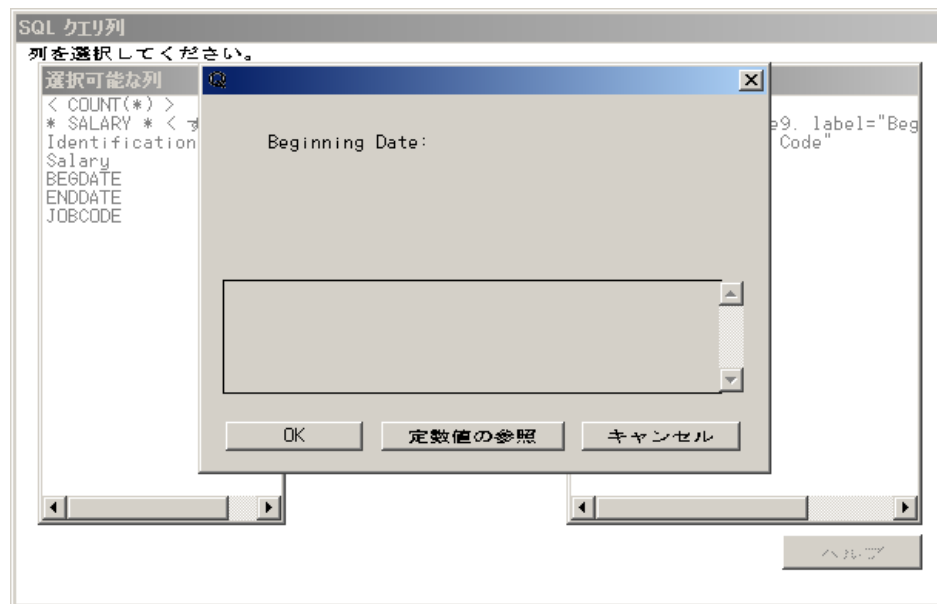 SQL クエリ列
列を選択してください。
選択可能な列
< COUNT(*) >
* SALARY * <
Identification
Salary
BEGDATE
ENDDATE
JOBCODE
e9. label="Beg
Code"
Beginning Date:
OK
定数値の参照
キャンセル
ヘルプ